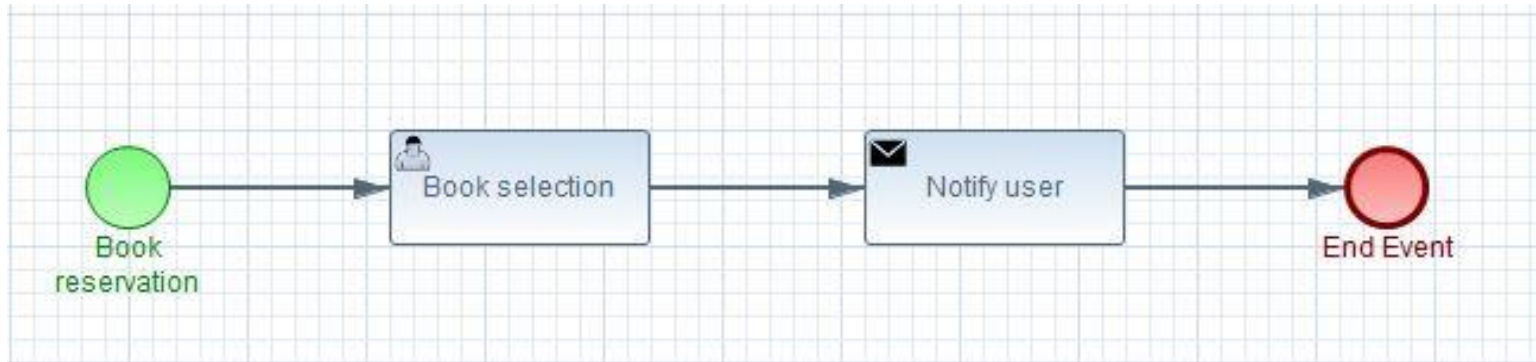 Book selection
Notify user
Book
reservation
End Event